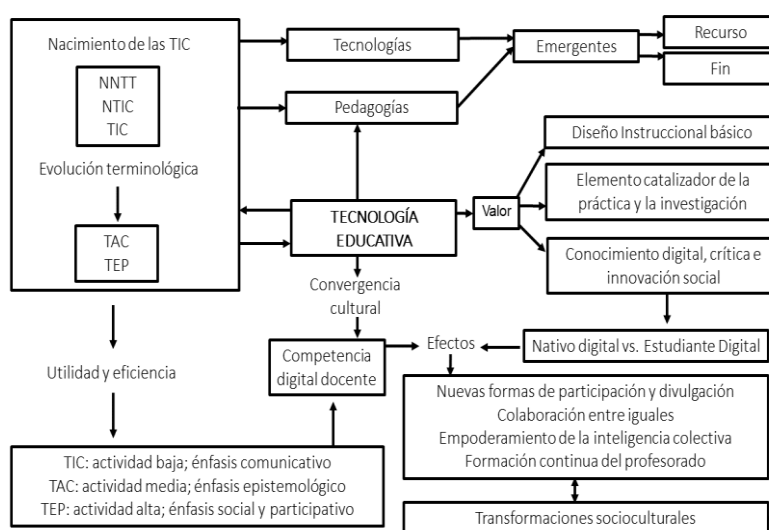 Nacimiento de las TIC
NNTT
NTIC
TIC
Evolución terminológica
TAC
TEP
Tecnologías
Pedagogías
Emergentes
Recurso
Fin
TECNOLOGÍA
EDUCATIVA
Valor
Diseño Instruccional básico
Elemento catalizador de la
práctica y la investigación
Conocimiento digital, crítica e
innovación social
Convergencia
cultural
Utilidad y eficiencia
Competencia
digital docente
Efectos
Nativo digital vs. Estudiante Digital
Nuevas formas de participación y divulgación
Colaboración entre iguales
Empoderamiento de la inteligencia colectiva
Formación continua del profesorado
TIC: actividad baja; énfasis comunicativo
TAC: actividad media; énfasis epistemológico
TEP: actividad alta; énfasis social y participativo
Transformaciones socioculturales